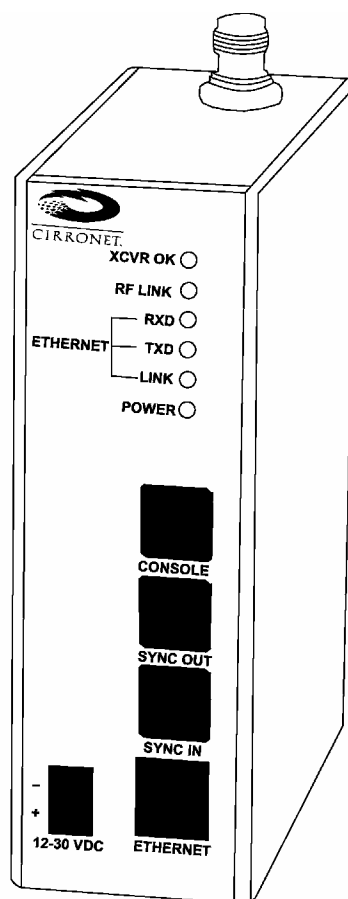 CIRRONET.
XCVR OK
RF LINK
RXD
ETHERNET TXD
LINK
POWER
CONSOLE
SYNC OUT
SYNC IN
−
+
12-30 VDC ETHERNET